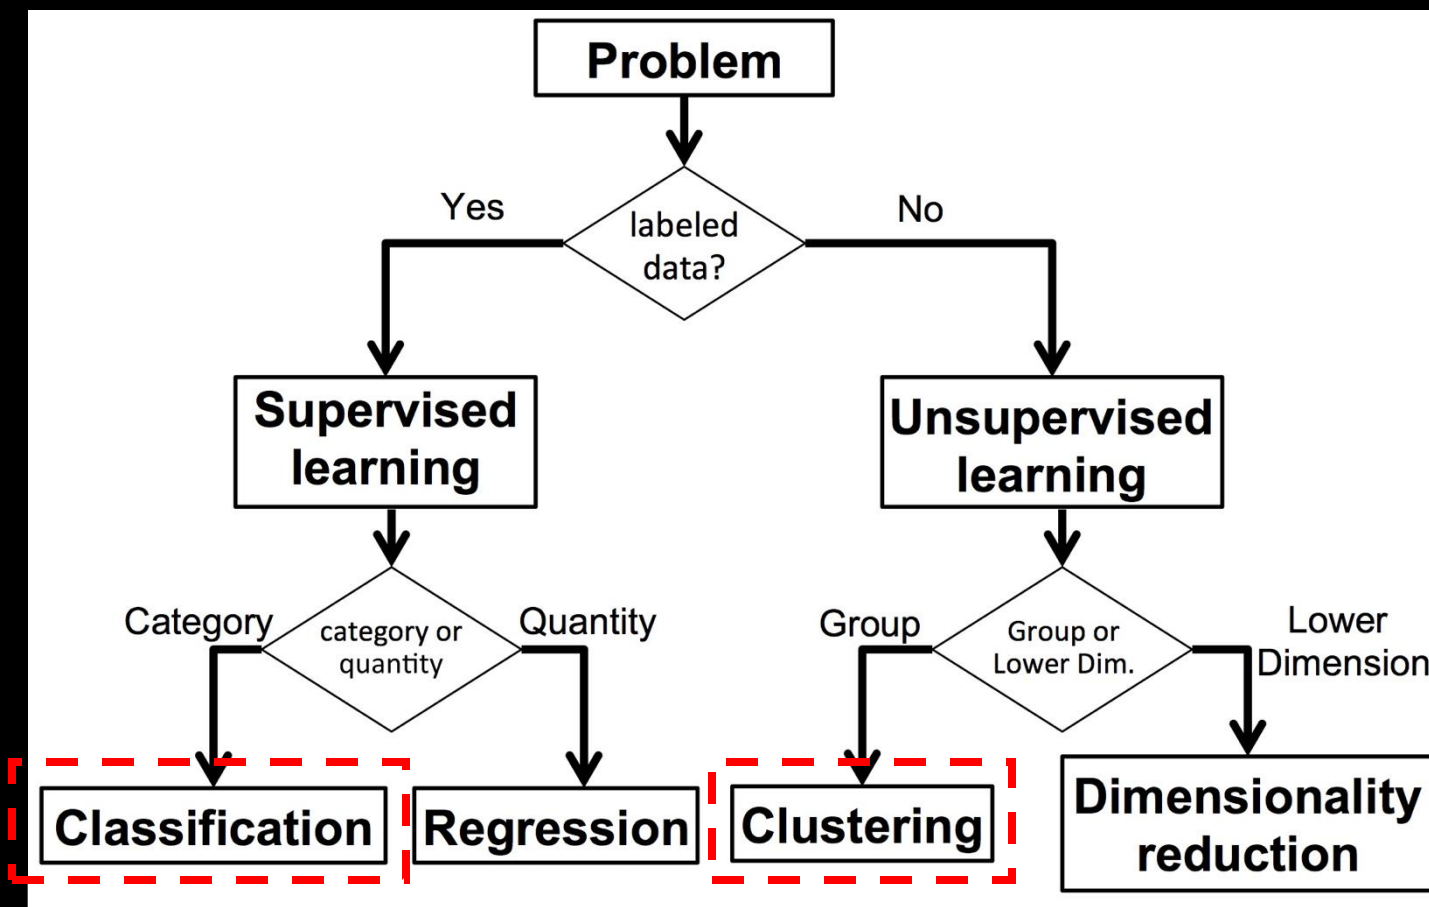 Problem
Yes
labeled
data?
No
Supervised
learning
Unsupervised
learning
Category
category or
quantity
Quantity
Group
Group or
Lower Dim.
Lower
Dimension
Classification
Regression
Clustering
Dimensionality
reduction